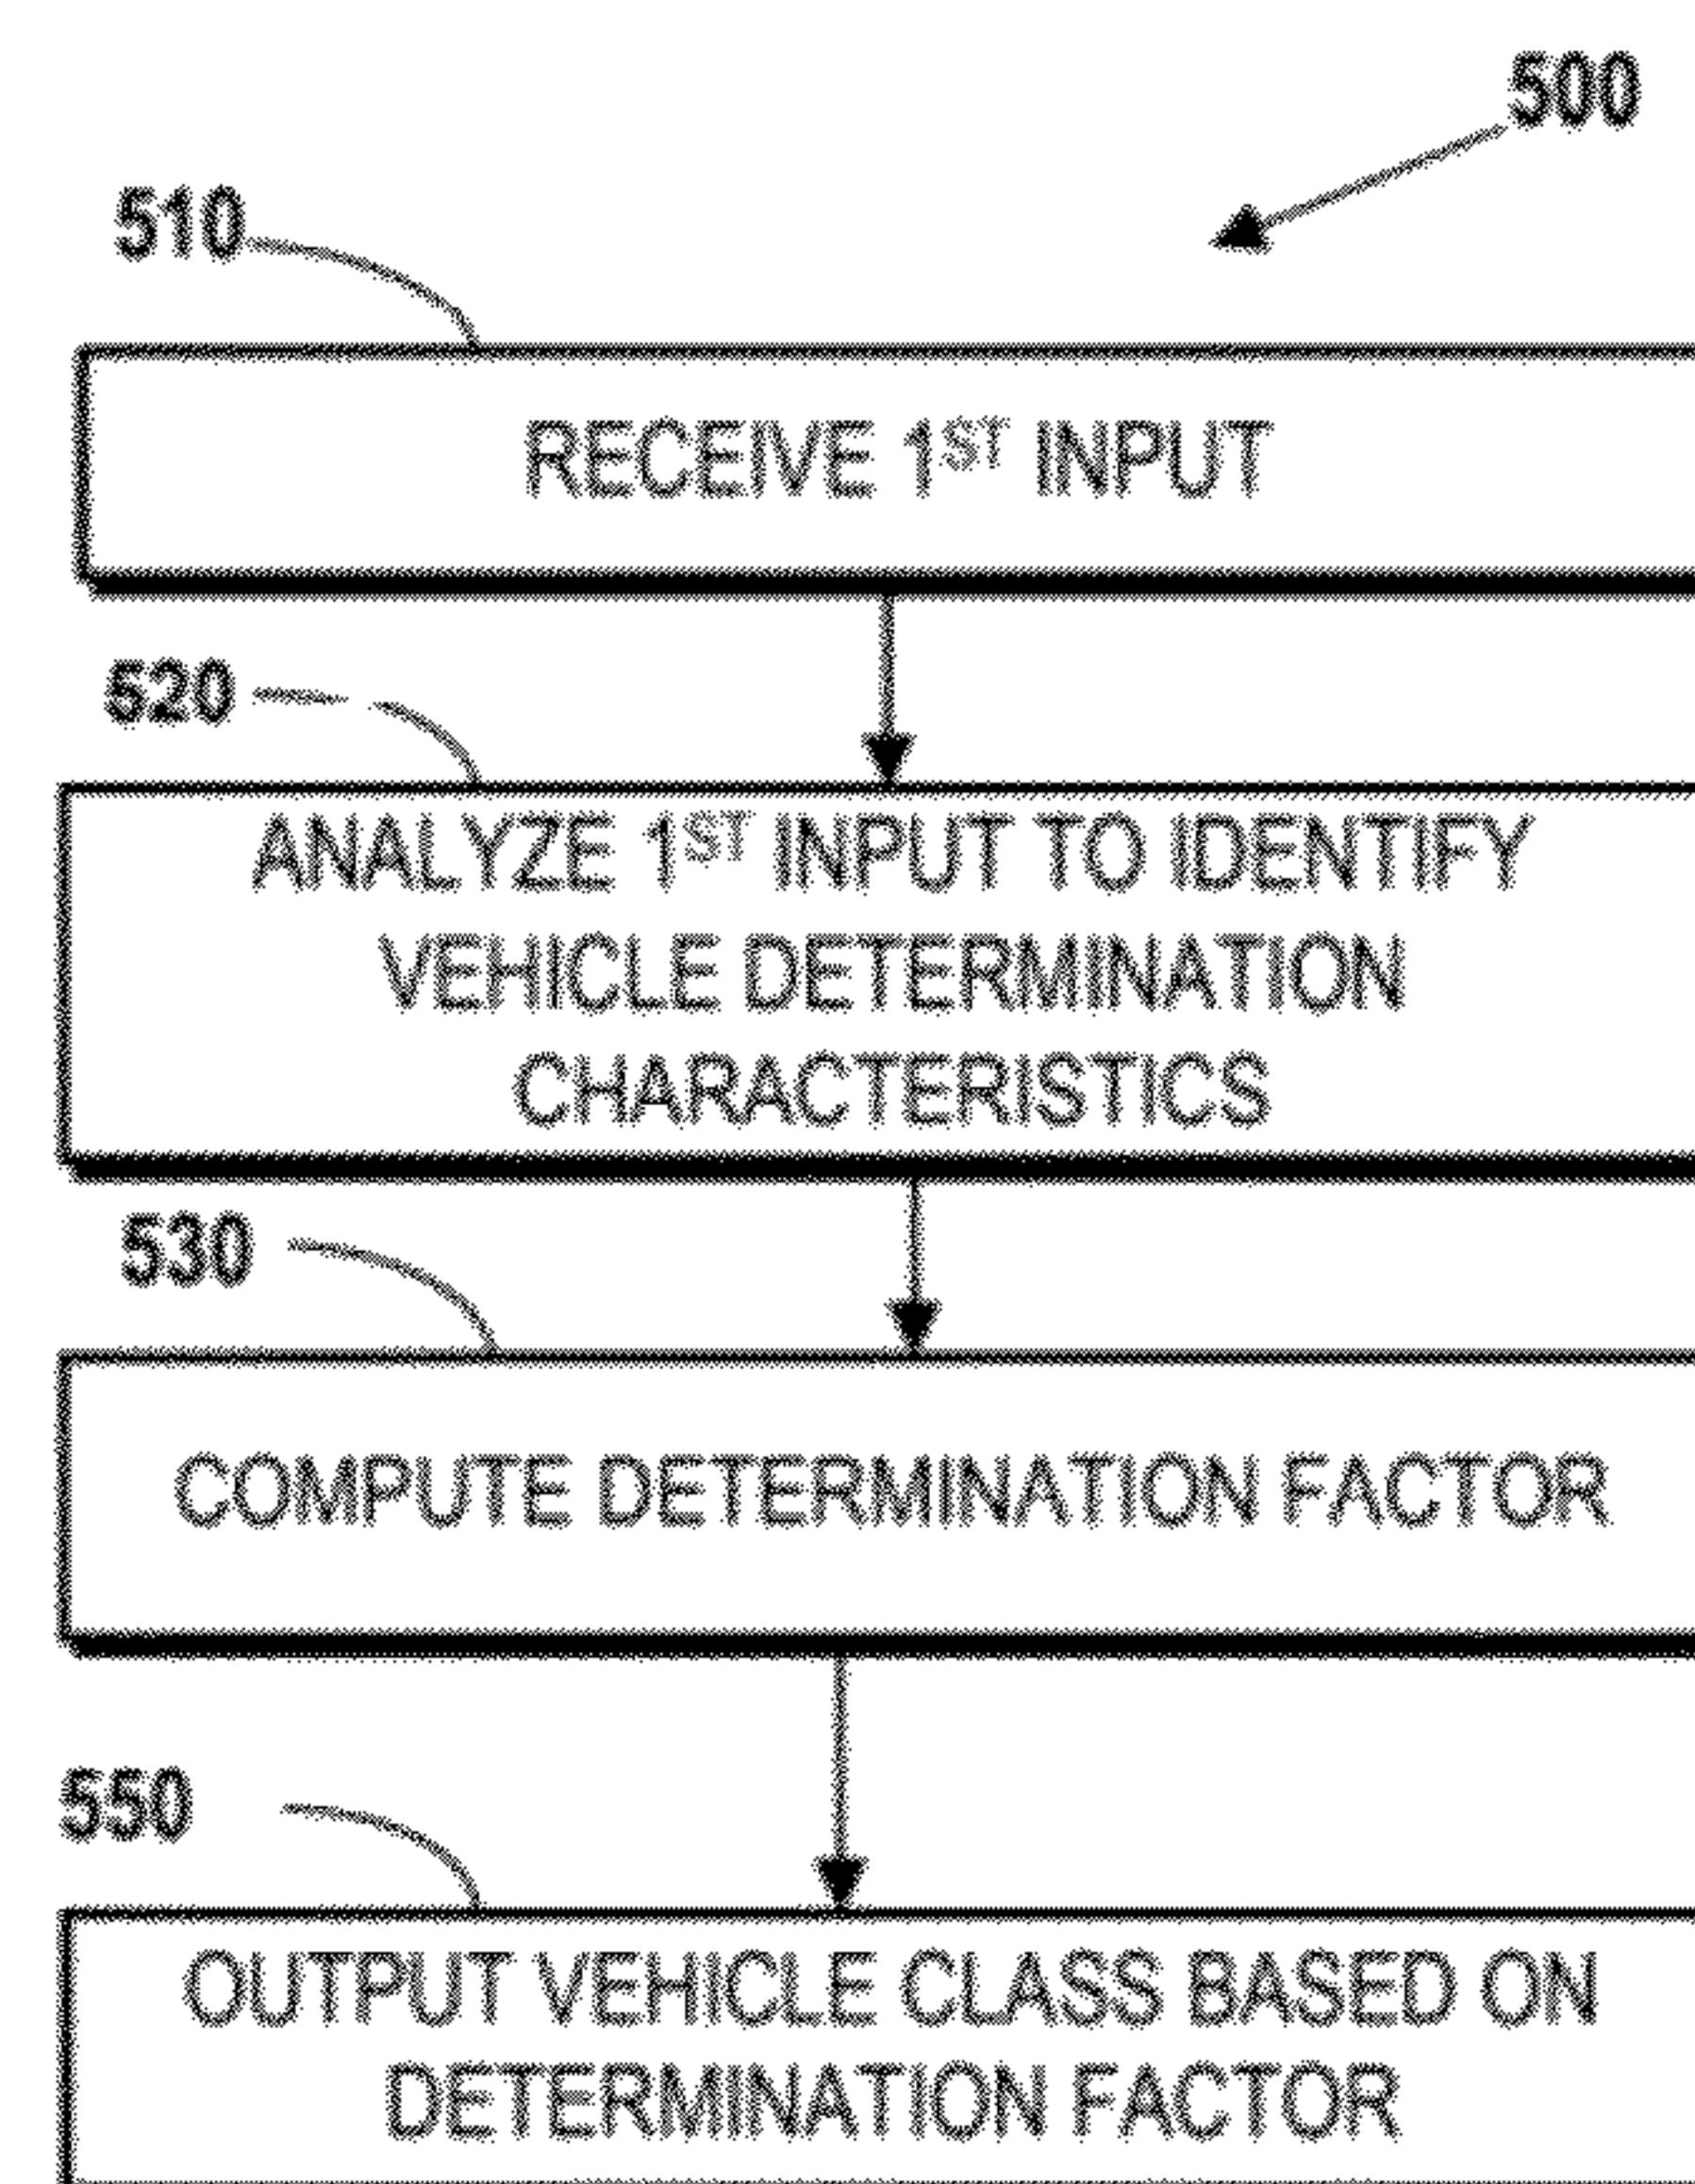 500
510
RECEIVE 1ST INPUT
520
ANALYZE 1ST INPUT TO IDENTIFY
VEHICLE DETERMINATION
CHARACTERISTICS
530
COMPUTE DETERMINATION FACTOR
550
OUTPUT VEHICLE CLASS BASED ON
DETERMINATION FACTOR